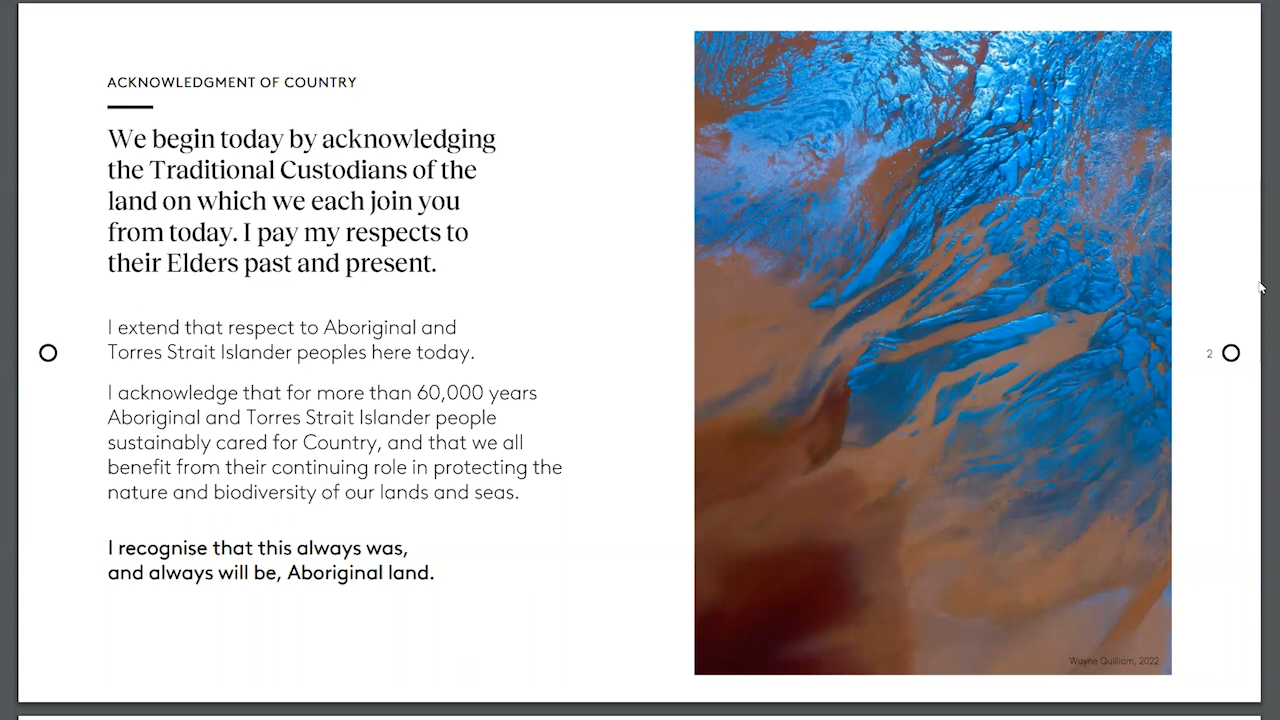 ACKNOWLEDGMENT OF COUNTRY
We begin today by acknowledging
the Traditional Custodians of the
land on which we each join you
from today. I pay my respects to
their Elders past and present.
I extend that respect to Aboriginal and
Torres Strait Islander peoples here today.
I acknowledge that for more than 60,000 years
Aboriginal and Torres Strait Islander people
sustainably cared for Country, and that we all
benefit from their continuing role in protecting the
nature and biodiversity of our lands and seas.
I recognise that this always was,
and always will be, Aboriginal land.
2
Wayne Quilliam, 2022